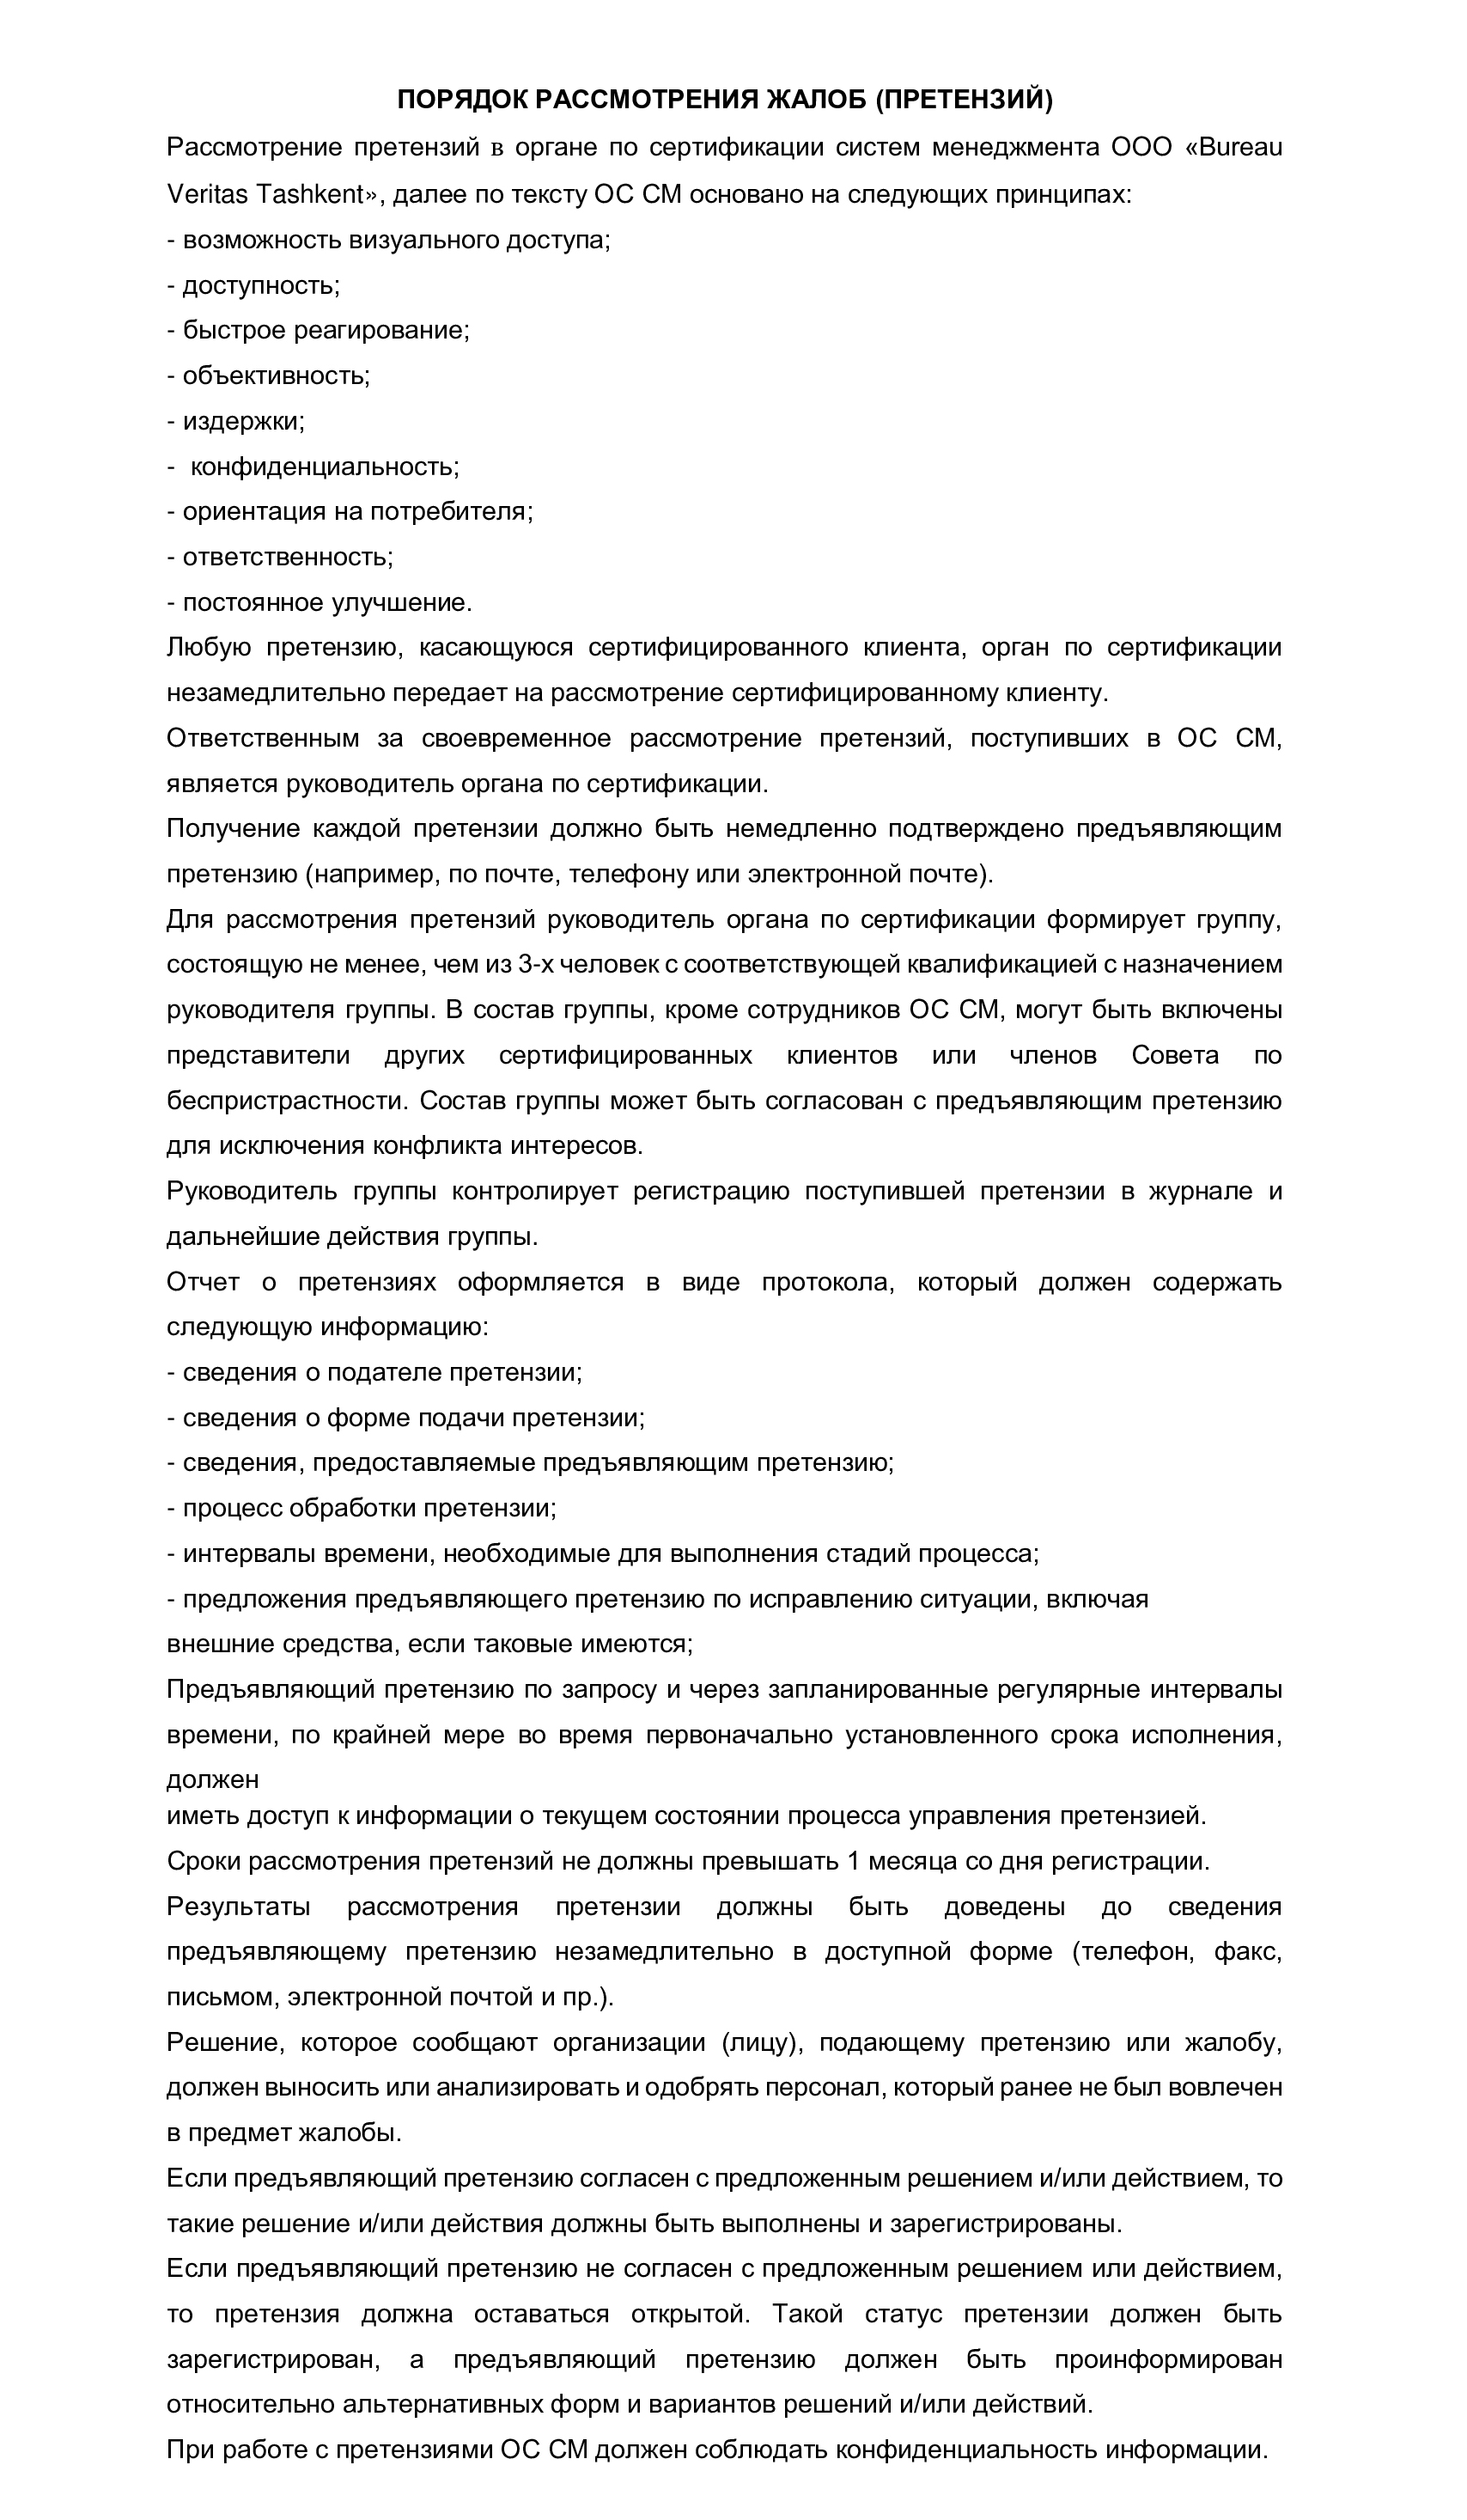 ПОРЯДОК РАССМОТРЕНИЯ ЖАЛОБ (ПРЕТЕНЗИЙ)
Рассмотрение претензий в органе по сертификации систем менеджмента ООО «Bureau
Veritas Tashkent», далее по тексту ОС СМ основано на следующих принципах:
- возможность визуального доступа;
- доступность;
- быстрое реагирование;
- объективность;
- издержки;
- конфиденциальность;
- ориентация на потребителя;
- ответственность;
- постоянное улучшение.
Любую претензию, касающуюся сертифицированного клиента, орган по сертификации
незамедлительно передает на рассмотрение сертифицированному клиенту.
Ответственным за своевременное рассмотрение претензий, поступивших в ОС СМ,
является руководитель органа по сертификации.
Получение каждой претензии должно быть немедленно подтверждено предъявляющим
претензию (например, по почте, телефону или электронной почте).
Для рассмотрения претензий руководитель органа по сертификации формирует группу,
состоящую не менее, чем из 3-х человек с соответствующей квалификацией с назначением
руководителя группы. В состав группы, кроме сотрудников ОС СМ, могут быть включены
представители других сертифицированных клиентов или членов Совета по
беспристрастности. Состав группы может быть согласован с предъявляющим претензию
для исключения конфликта интересов.
Руководитель группы контролирует регистрацию поступившей претензии в журнале и
дальнейшие действия группы.
Отчет о претензиях оформляется в виде протокола, который должен содержать
следующую информацию:
- сведения о подателе претензии;
- сведения о форме подачи претензии;
- сведения, предоставляемые предъявляющим претензию;
- процесс обработки претензии;
- интервалы времени, необходимые для выполнения стадий процесса;
- предложения предъявляющего претензию по исправлению ситуации, включая
внешние средства, если таковые имеются;
Предъявляющий претензию по запросу и через запланированные регулярные интервалы
времени, по крайней мере во время первоначально установленного срока исполнения,
должен
иметь доступ к информации о текущем состоянии процесса управления претензией.
Сроки рассмотрения претензий не должны превышать 1 месяца со дня регистрации.
Результаты рассмотрения претензии должны быть доведены до сведения
предъявляющему претензию незамедлительно в доступной форме (телефон, факс,
письмом, электронной почтой и пр.).
Решение, которое сообщают организации (лицу), подающему претензию или жалобу,
должен выносить или анализировать и одобрять персонал, который ранее не был вовлечен
в предмет жалобы.
Если предъявляющий претензию согласен с предложенным решением и/или действием, то
такие решение и/или действия должны быть выполнены и зарегистрированы.
Если предъявляющий претензию не согласен с предложенным решением или действием,
то претензия должна оставаться открытой. Такой статус претензии должен быть
зарегистрирован, а предъявляющий претензию должен быть проинформирован
относительно альтернативных форм и вариантов решений и/или действий.
При работе с претензиями ОС СМ должен соблюдать конфиденциальность информации.